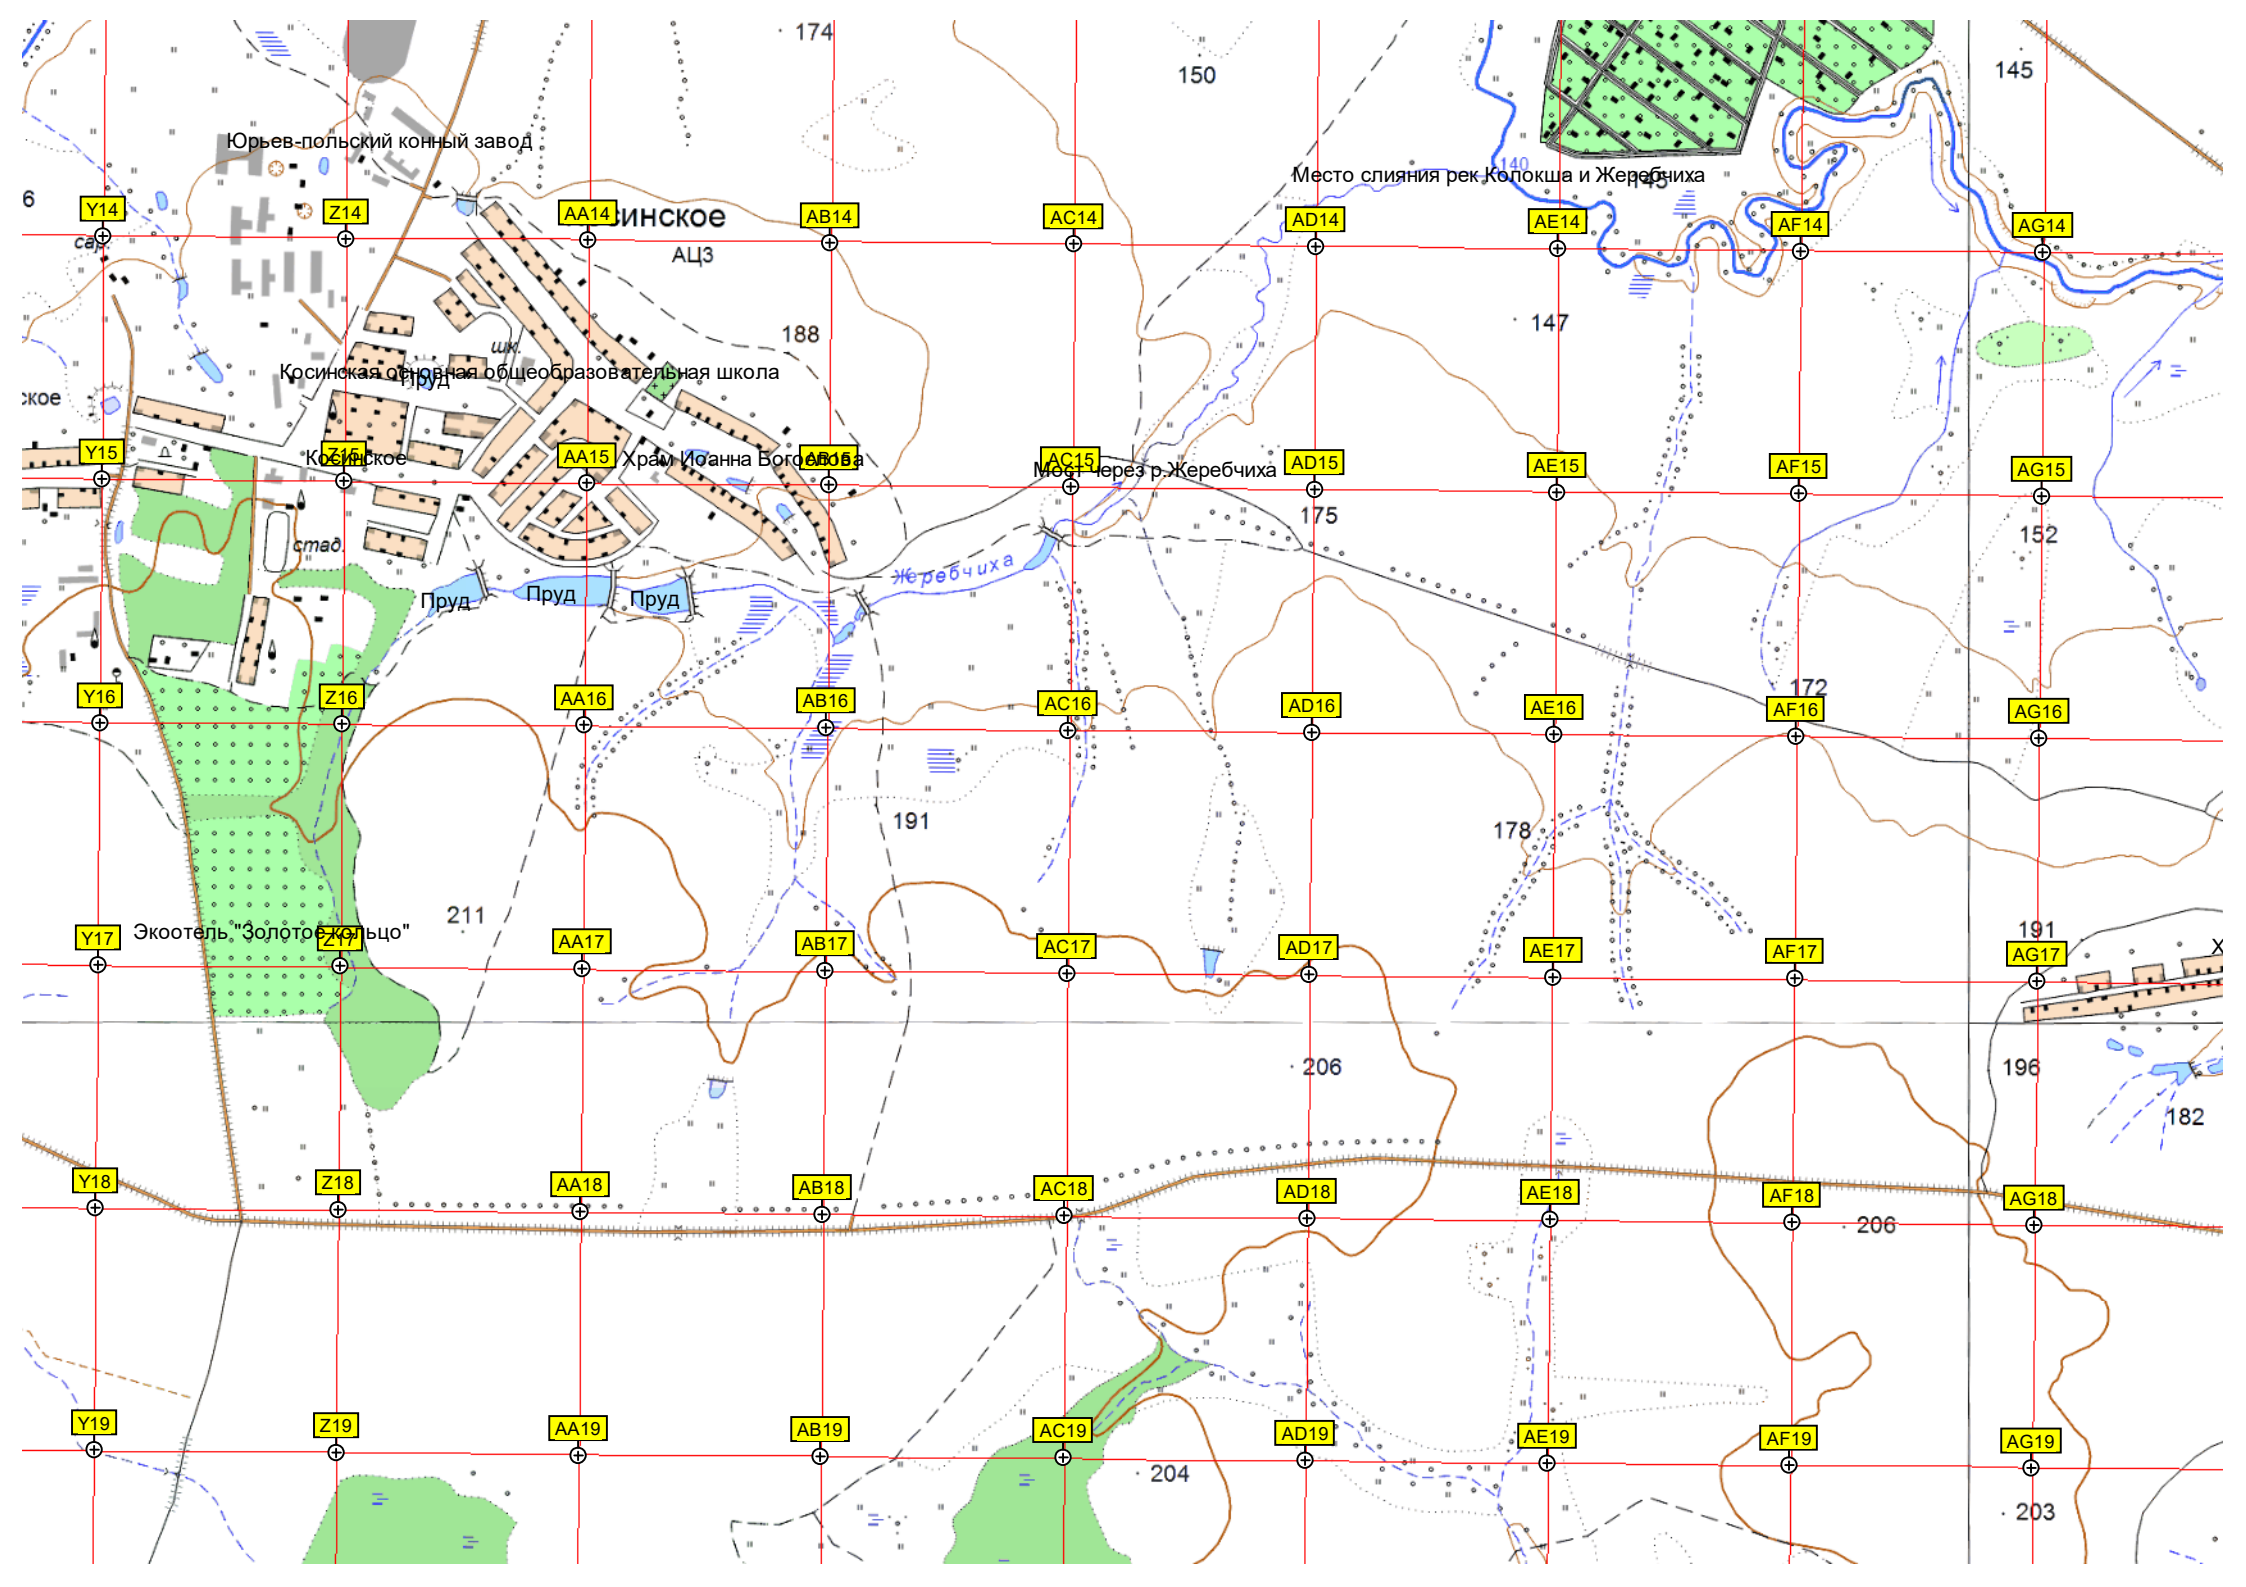 174
150
145
Юрьев-польский конный завод
140
Место слияния рек Колокша и Жеребчиха
145
6
Y14
Z14
AA14
синское
AB14
AC14
AD14
AE14
AF14
AG14
сар.
АЦЗ
188
147
шк.
Косинская основная общеобразовательная школа
Пруд
ское
Y15
Z15
Косинское
AA15
Храм Иоанна Богослова
AB15
AC15
Мост через р.Жеребчиха
AD15
AE15
AF15
AG15
175
152
стад.
Жеребчиха
Пруд
Пруд
Пруд
172
Y16
Z16
AA16
AB16
AC16
AD16
AE16
AF16
AG16
191
178
211
Экоотель "Золотое кольцо"
191
Y17
Z17
AA17
AB17
AC17
AD17
AE17
AF17
AG17
Х
206
196
182
Y18
Z18
AA18
AB18
AC18
AD18
AE18
AF18
AG18
206
Y19
Z19
AA19
AB19
AC19
AD19
AE19
AF19
AG19
204
203